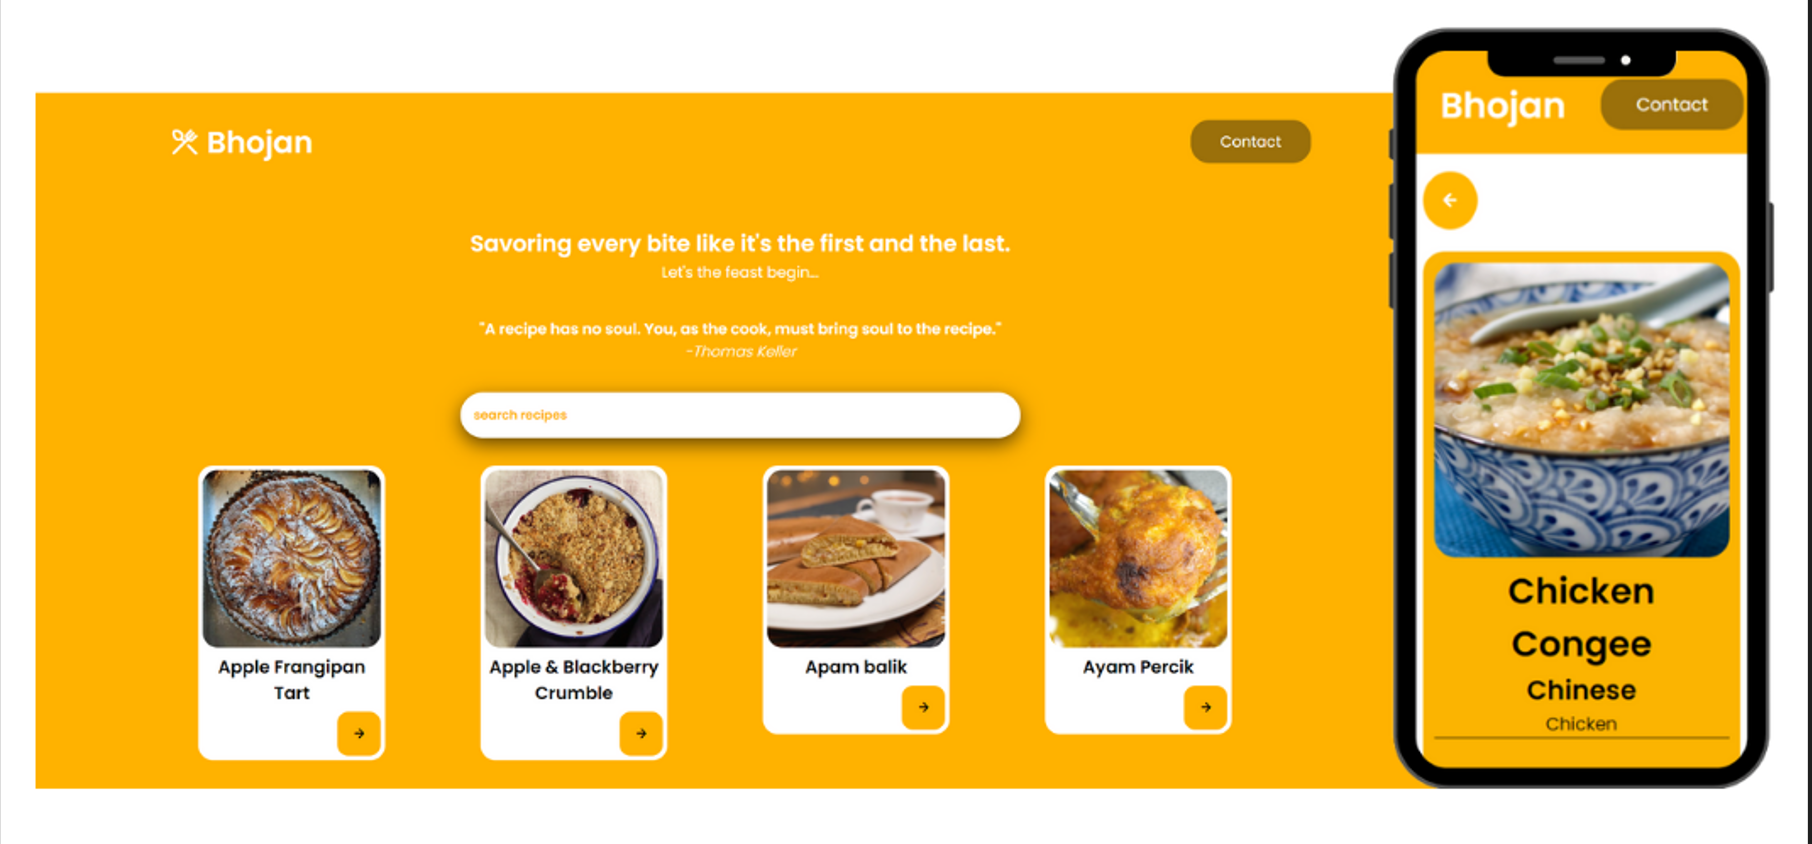 Bhojan
Contact
Savoring every bite like it's the first and the last.
Let's the feast begin...
"A recipe has no soul. You, as the cook, must bring soul to the recipe."
-Thomas Keller
search recipes
Apple Frangipan
Tart
Apple & Blackberry
Crumble
Apam balik
Ayam Percik
Bhojan
Contact
Chicken
Congee
Chinese
Chicken